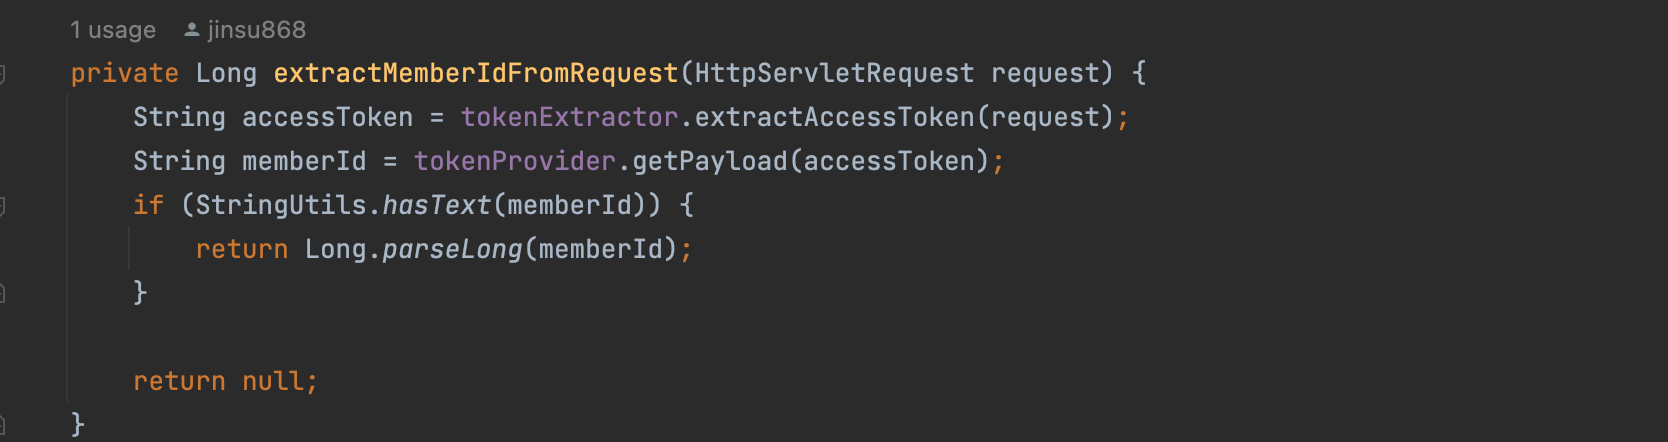 1 usage jinsu868
private Long extractMemberIdFromRequest(HttpServletRequest request) {
    String accessToken = tokenExtractor.extractAccessToken(request);
    String memberId = tokenProvider.getPayload(accessToken);
    if (StringUtils.hasText(memberId)) {
        return Long.parseLong(memberId);
    }

    return null;
}